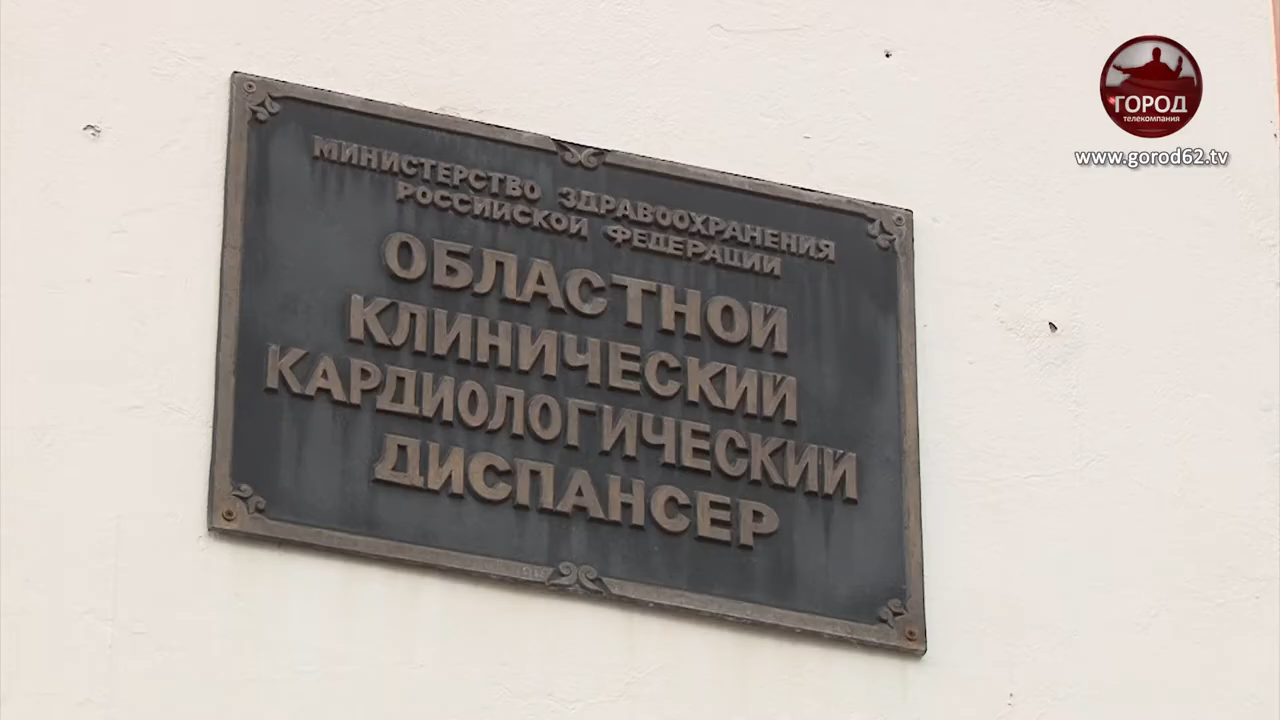 МИНИСТЕРСТВО ЗДРАВООХРАНЕНИЯ
РОССИЙСКОЙ ФЕДЕРАЦИИ
ОБЛАСТНОЙ
КЛИНИЧЕСКИЙ
КАРДИОЛОГИЧЕСКИЙ
ДИСПАНСЕР
ГОРОД
телекомпания
www.gorod62.tv